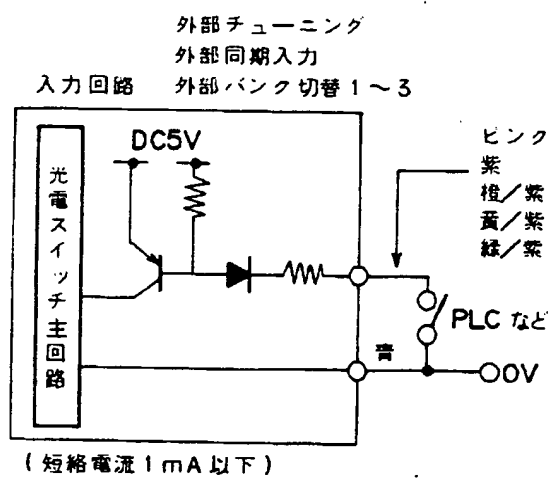 外部チューニング
外部同期入力
入力回路 外部バンク切替1〜3
DC5V
光電スイッチ主回路
ピンク
紫
橙/紫
黄/紫
緑/紫
PLCなど
青
0V
(短絡電流1mA以下)